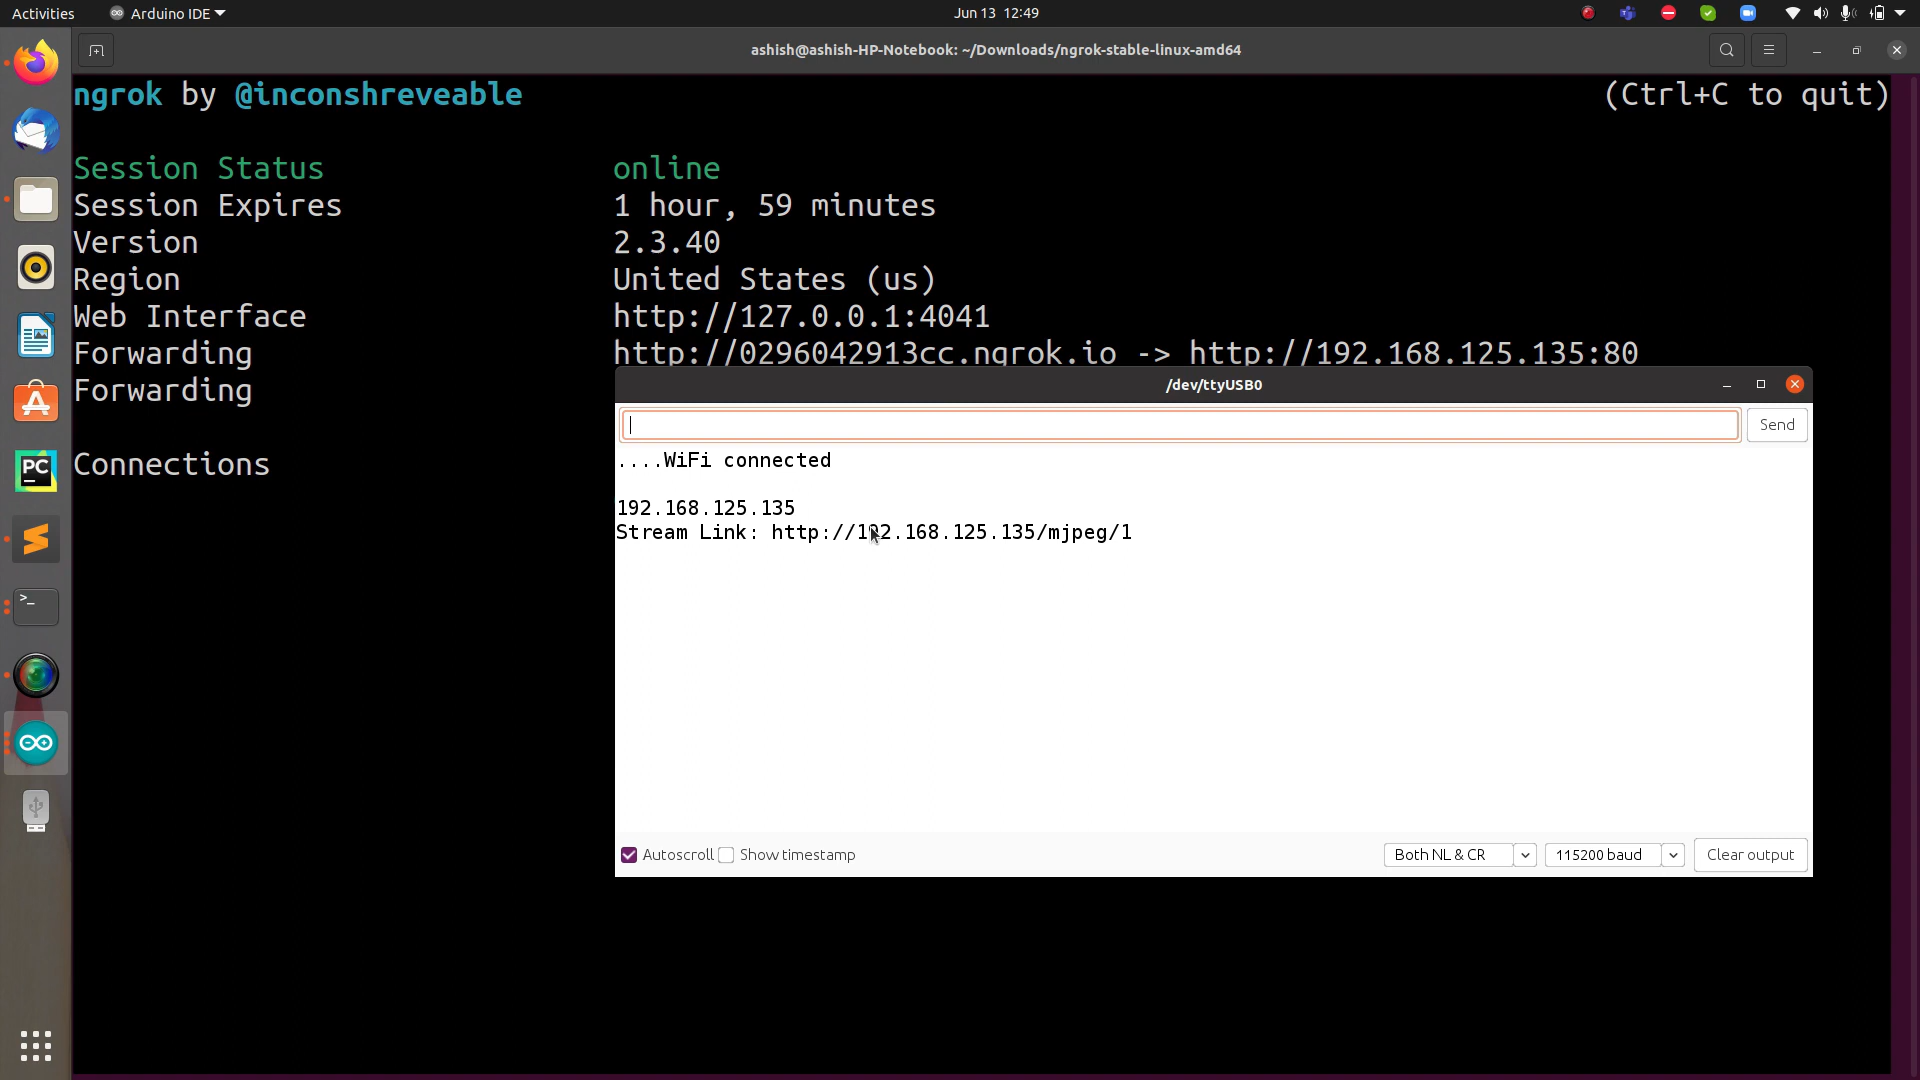 Activities Arduino IDE Jun 13 12:49
ashish@ashish-HP-Notebook: ~/Downloads/ngrok-stable-linux-amd64
ngrok by @inconshreveable (Ctrl+C to quit)
Session Status online
Session Expires 1 hour, 59 minutes
Version 2.3.40
Region United States (us)
Web Interface http://127.0.0.1:4041
Forwarding http://0296042913cc.ngrok.io -> http://192.168.125.135:80
Forwarding
Connections
/dev/ttyUSB0
Send
....WiFi connected
192.168.125.135
Stream Link: http://192.168.125.135/mjpeg/1
Autoscroll Show timestamp Both NL & CR 115200 baud Clear output
PC